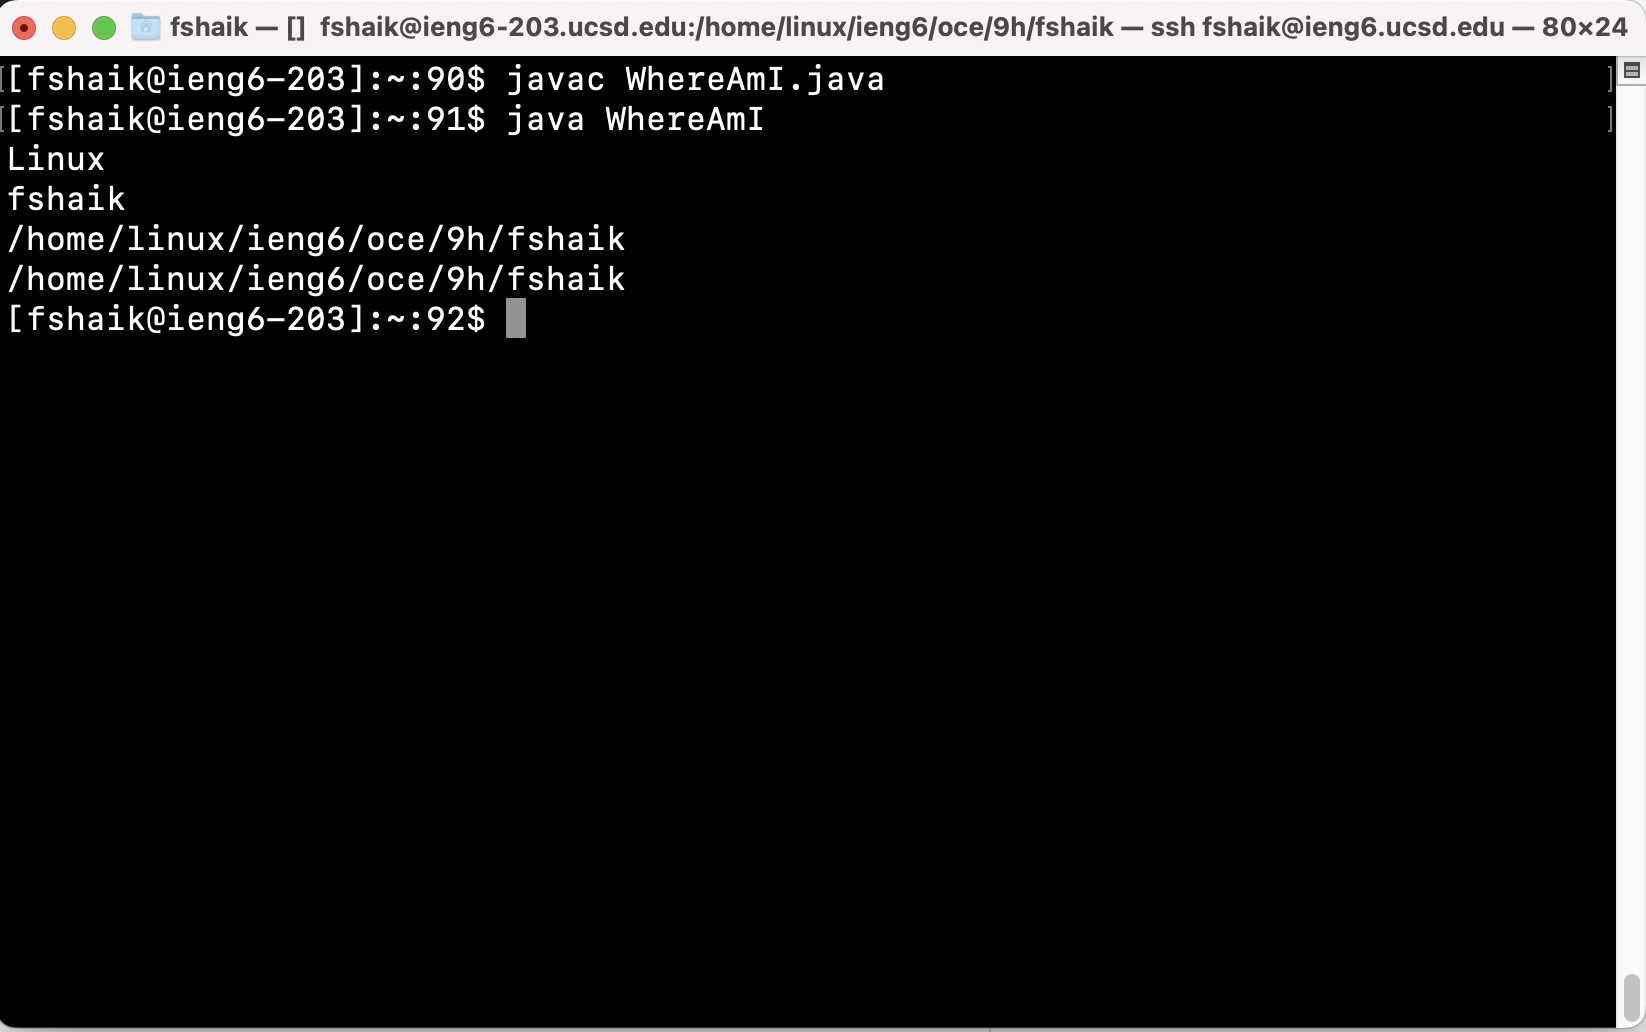 fshaik — [] fshaik@ieng6-203.ucsd.edu:/home/linux/ieng6/oce/9h/fshaik — ssh fshaik@ieng6.ucsd.edu — 80×24
[fshaik@ieng6-203]:~:90$ javac WhereAmI.java
[fshaik@ieng6-203]:~:91$ java WhereAmI
Linux
fshaik
/home/linux/ieng6/oce/9h/fshaik
/home/linux/ieng6/oce/9h/fshaik
[fshaik@ieng6-203]:~:92$